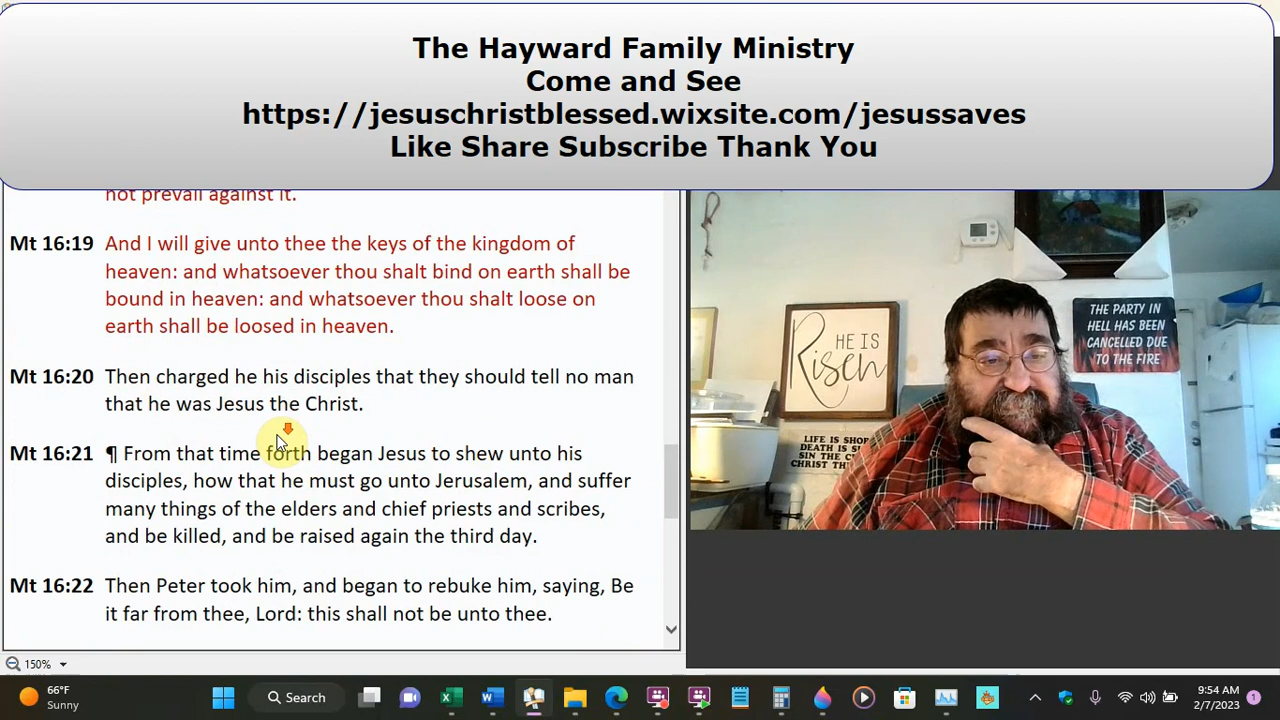 The Hayward Family Ministry
Come and See
https://jesuschristblessed.wixsite.com/jesussaves
Like Share Subscribe Thank You
not prevail against it.
Mt 16:19 And I will give unto thee the keys of the kingdom of
heaven: and whatsoever thou shalt bind on earth shall be
bound in heaven: and whatsoever thou shalt loose on
earth shall be loosed in heaven.
Mt 16:20 Then charged he his disciples that they should tell no man
that he was Jesus the Christ.
Mt 16:21 ¶ From that time forth began Jesus to shew unto his
disciples, how that he must go unto Jerusalem, and suffer
many things of the elders and chief priests and scribes,
and be killed, and be raised again the third day.
Mt 16:22 Then Peter took him, and began to rebuke him, saying, Be
it far from thee, Lord: this shall not be unto thee.
150%
HE IS
Risen
THE PARTY IN
HELL HAS BEEN
CANCELLED DUE
TO THE FIRE
LIFE IS
DEATH IS
SIN THE
CHRIST
66°F
Sunny
Search
9:54 AM
2/7/2023
1